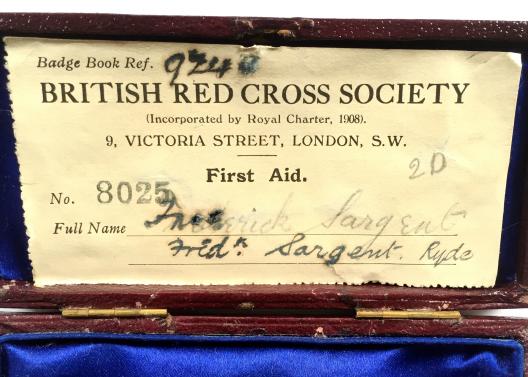 Badge Book Ref.
BRITISH RED CROSS SOCIETY
(Incorporated by Royal Charter, 1908).
9, VICTORIA STREET, LONDON, S.W.
First Aid.
2D
No. 8025
Full Name Frederick Sargent
Fredk. Sargent. Ryde